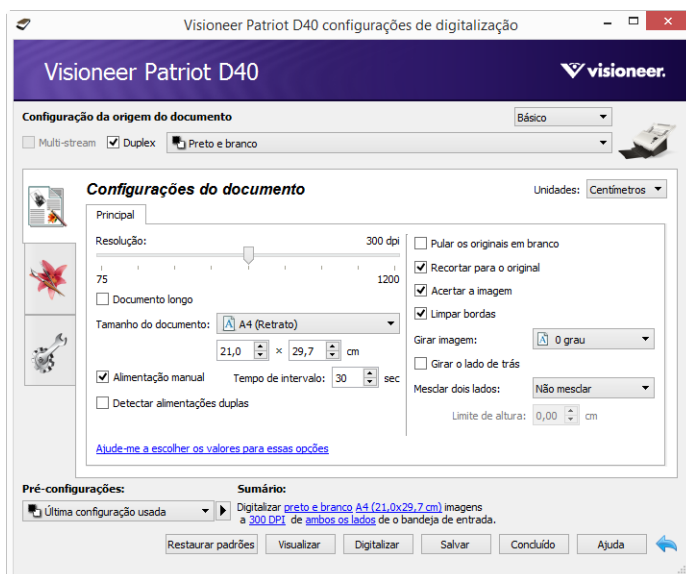 Visioneer Patriot D40 configurações de digitalização
Visioneer Patriot D40
visioneer.
Configuração da origem do documento
Básico
Multi-stream Duplex Preto e branco
Configurações do documento
Unidades: Centímetros
Principal
Resolução: 300 dpi
75 1200
Documento longo
Tamanho do documento: A4 (Retrato)
21,0 × 29,7 cm
Alimentação manual Tempo de intervalo: 30 sec
Detectar alimentações duplas
Ajude-me a escolher os valores para essas opções
Pular os originais em branco
Recortar para o original
Acertar a imagem
Limpar bordas
Girar imagem: 0 grau
Girar o lado de trás
Mesclar dois lados: Não mesclar
Limite de altura: 0,00 cm
Pré-configurações:
Última configuração usada
Sumário:
Digitalizar preto e branco A4 (21,0x29,7 cm) imagens
a 300 DPI de ambos os lados de o bandeja de entrada.
Restaurar padrões Visualizar Digitalizar Salvar Concluído Ajuda